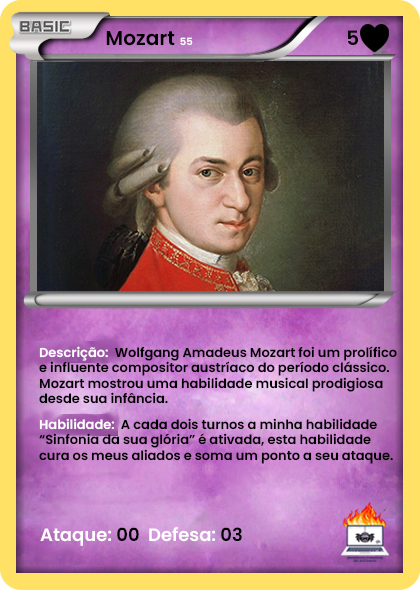 BASIC
Mozart 55
5
Descrição: Wolfgang Amadeus Mozart foi um prolífico
e influente compositor austríaco do período clássico.
Mozart mostrou uma habilidade musical prodigiosa
desde sua infância.
Habilidade: A cada dois turnos a minha habilidade
“Sinfonia da sua glória” é ativada, esta habilidade
cura os meus aliados e soma um ponto a seu ataque.
Ataque: 00 Defesa: 03